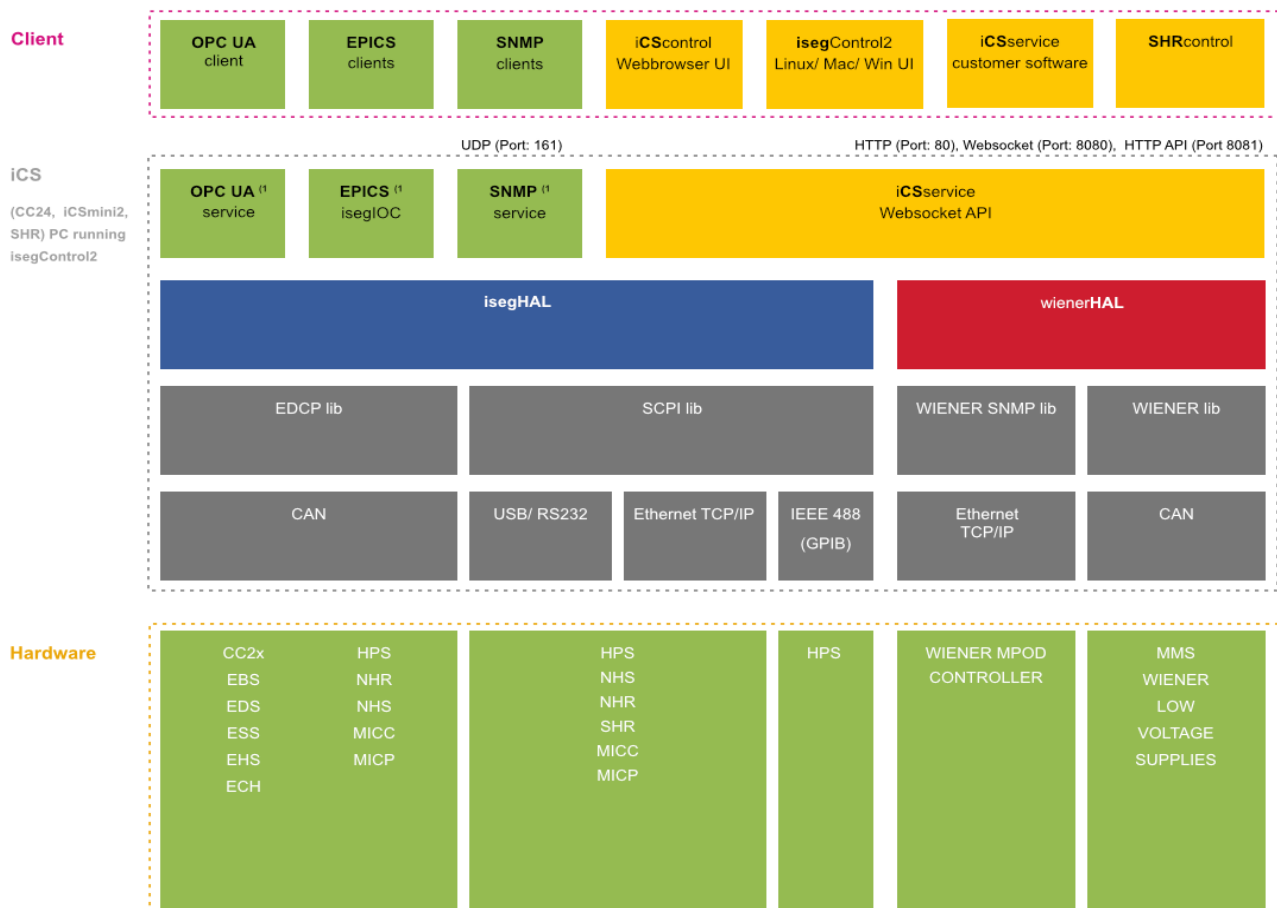 Client
OPC UA
client
EPICS
clients
SNMP
clients
iCScontrol
Webbrowser UI
isegControl2
Linux/ Mac/ Win UI
iCSservice
customer software
SHRcontrol
UDP (Port: 161)
HTTP (Port: 80), Websocket (Port: 8080), HTTP API (Port 8081)
iCS
(CC24, iCSmini2,
SHR) PC running
isegControl2
OPC UA (1
service
EPICS (1
isegIOC
SNMP (1
service
iCSservice
Websocket API
isegHAL
wienerHAL
EDCP lib
SCPI lib
WIENER SNMP lib
WIENER lib
CAN
USB/ RS232
Ethernet TCP/IP
IEEE 488
(GPIB)
Ethernet
TCP/IP
CAN
Hardware
CC2x
EBS
EDS
ESS
EHS
ECH
HPS
NHR
NHS
MICC
MICP
HPS
NHS
NHR
SHR
MICC
MICP
HPS
WIENER MPOD
CONTROLLER
MMS
WIENER
LOW
VOLTAGE
SUPPLIES